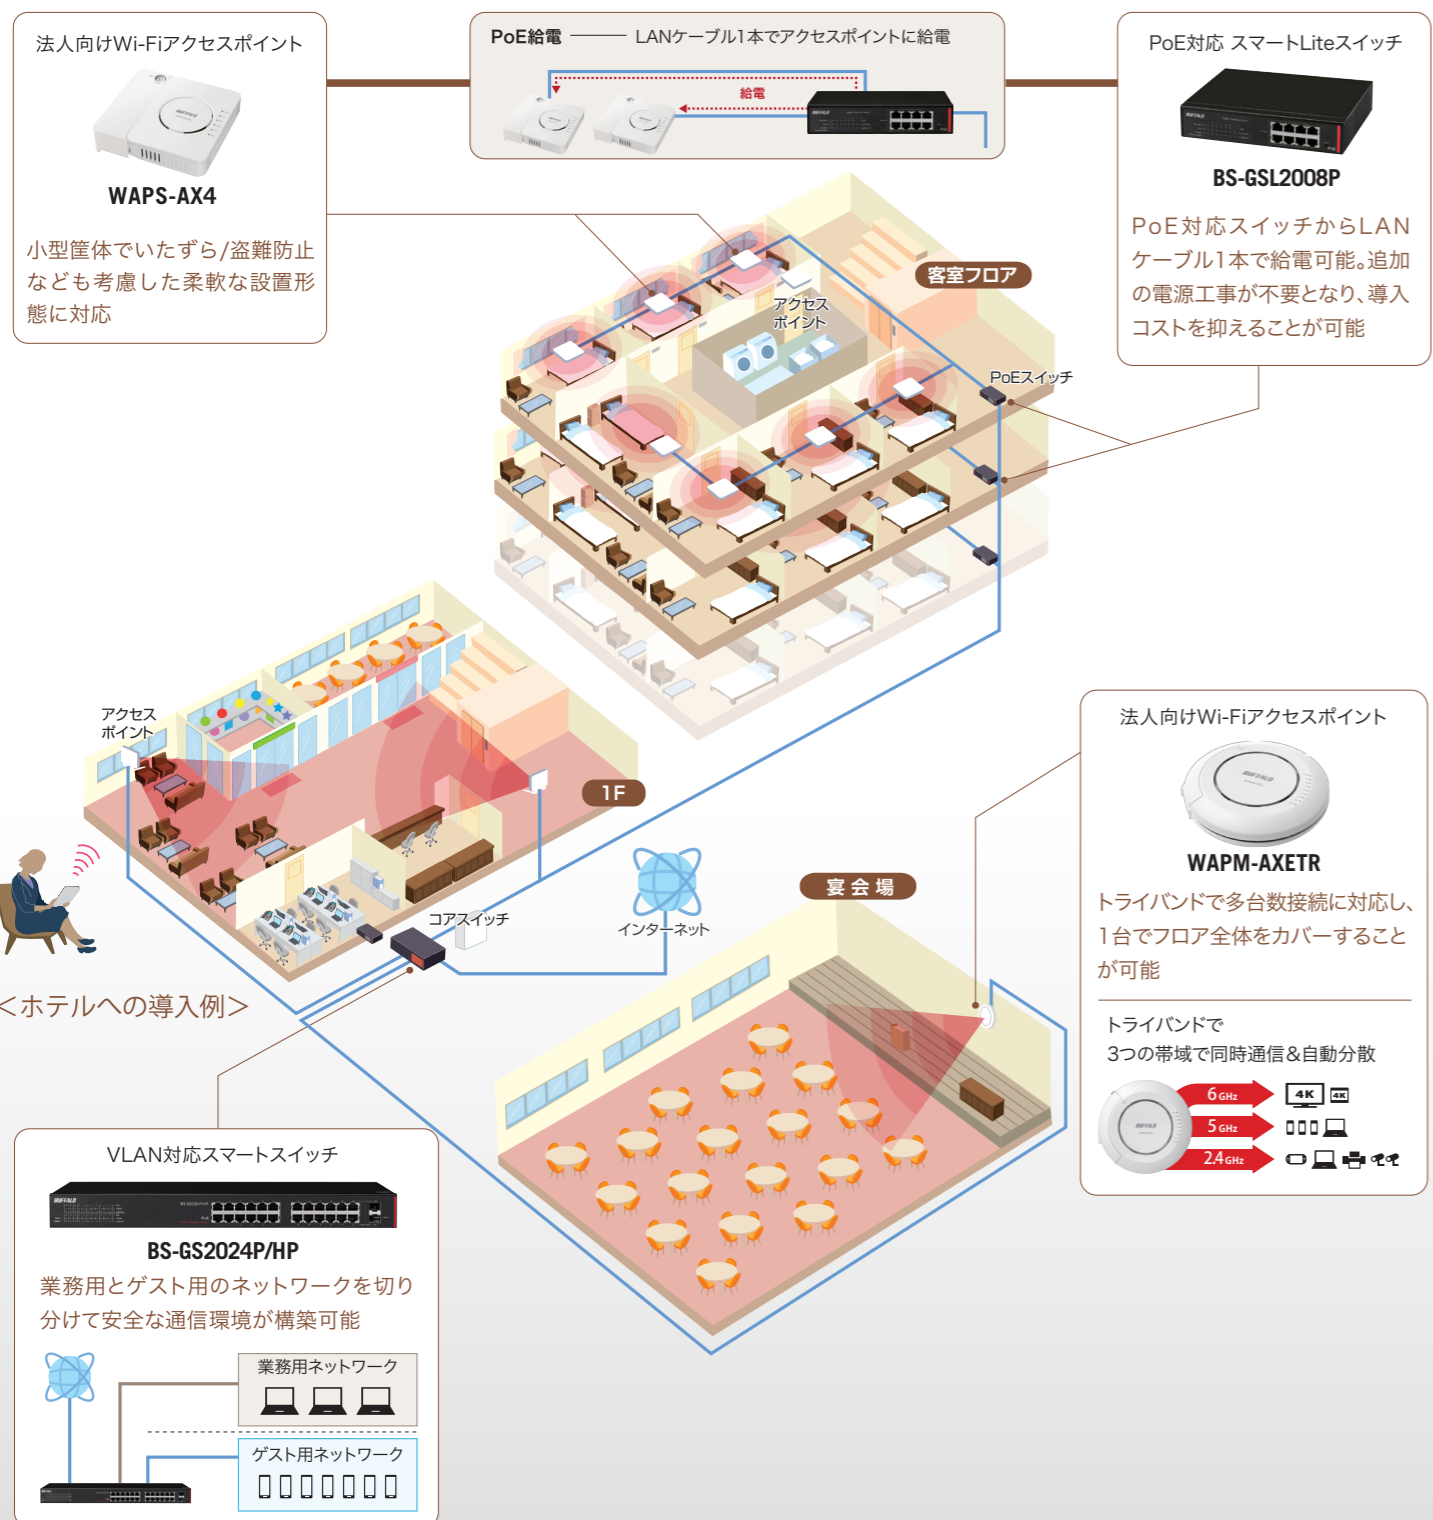 法人向けWi-Fiアクセスポイント
BUFFALO
WAPS-AX4
小型筐体でいたずら/盗難防止
なども考慮した柔軟な設置形
態に対応
PoE給電 LANケーブル1本でアクセスポイントに給電
給電
PoE対応 スマートLiteスイッチ
BS-GSL2008P
PoE対応スイッチからLAN
ケーブル1本で給電可能。追加
の電源工事が不要となり、導入
コストを抑えることが可能
客室フロア
アクセス
ポイント
PoEスイッチ
アクセス
ポイント
1F
コアスイッチ
インターネット
宴会場
＜ホテルへの導入例＞
法人向けWi-Fiアクセスポイント
BUFFALO
WAPM-AXETR
トライバンドで多台数接続に対応し、
1台でフロア全体をカバーすること
が可能
トライバンドで
3つの帯域で同時通信&自動分散
6GHz
4K
4K
5GHz
2.4GHz
VLAN対応スマートスイッチ
BUFFALO
BS-GS2024P/HP
業務用とゲスト用のネットワークを切り
分けて安全な通信環境が構築可能
業務用ネットワーク
ゲスト用ネットワーク